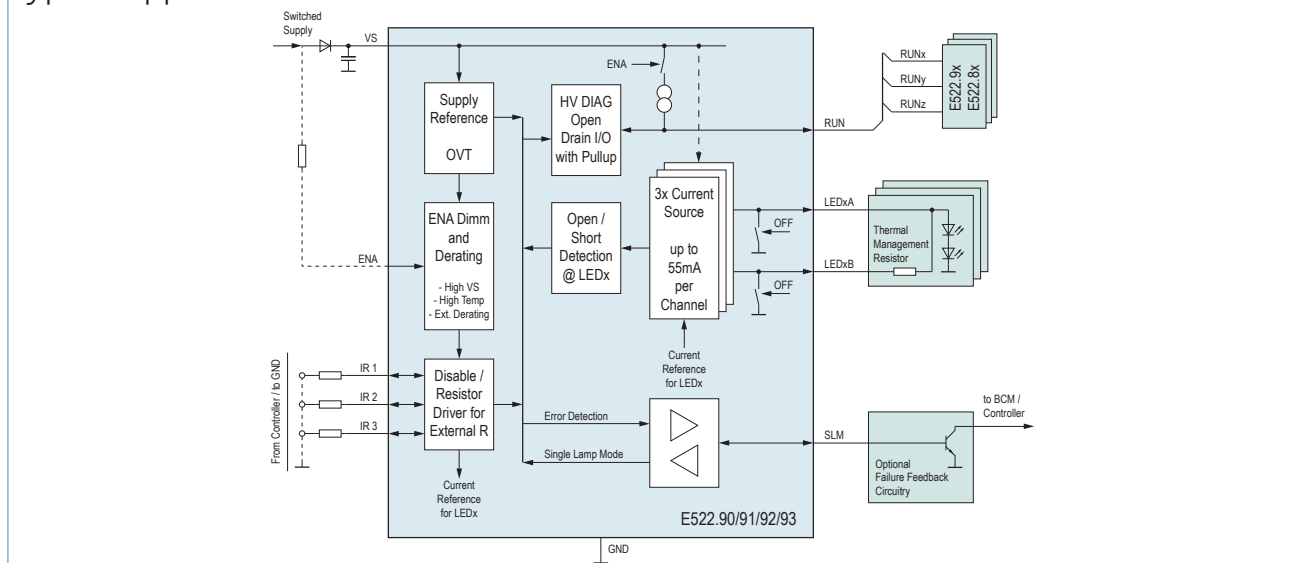 Switched
Supply
VS
ENA
Supply
Reference
OVT
HV DIAG
Open
Drain I/O
with Pullup
RUN
RUNx
RUNy
RUNz
E522.9x
E522.8x
ENA Dimm
and
Derating
- High VS
- High Temp
- Ext. Derating
ENA
Open /
Short
Detection
@ LEDx
3x Current
Source
up to
55mA
per
Channel
OFF
OFF
LEDxA
LEDxB
Thermal
Management
Resistor
Current
Reference
for LEDx
From Controller / to GND
IR 1
IR 2
IR 3
Disable /
Resistor
Driver for
External R
Current
Reference
for LEDx
Error Detection
Single Lamp Mode
SLM
to BCM /
Controller
Optional
Failure Feedback
Circuitry
E522.90/91/92/93
GND